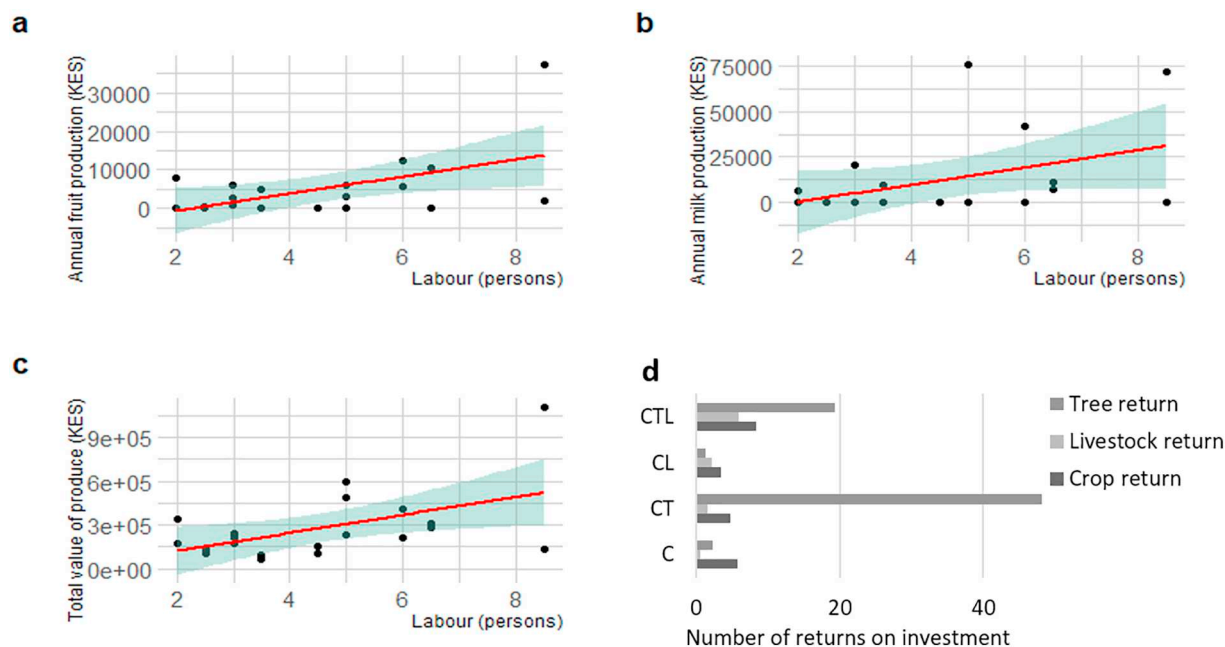 a
Annual fruit production (KES)
30000
20000
10000
0
2 4 6 8
Labour (persons)
b
Annual milk production (KES)
75000
50000
25000
0
2 4 6 8
Labour (persons)
c
Total value of produce (KES)
9e+05
6e+05
3e+05
0e+00
2 4 6 8
Labour (persons)
d
CTL
CL
CT
C
0 20 40
Number of returns on investment
Tree return
Livestock return
Crop return